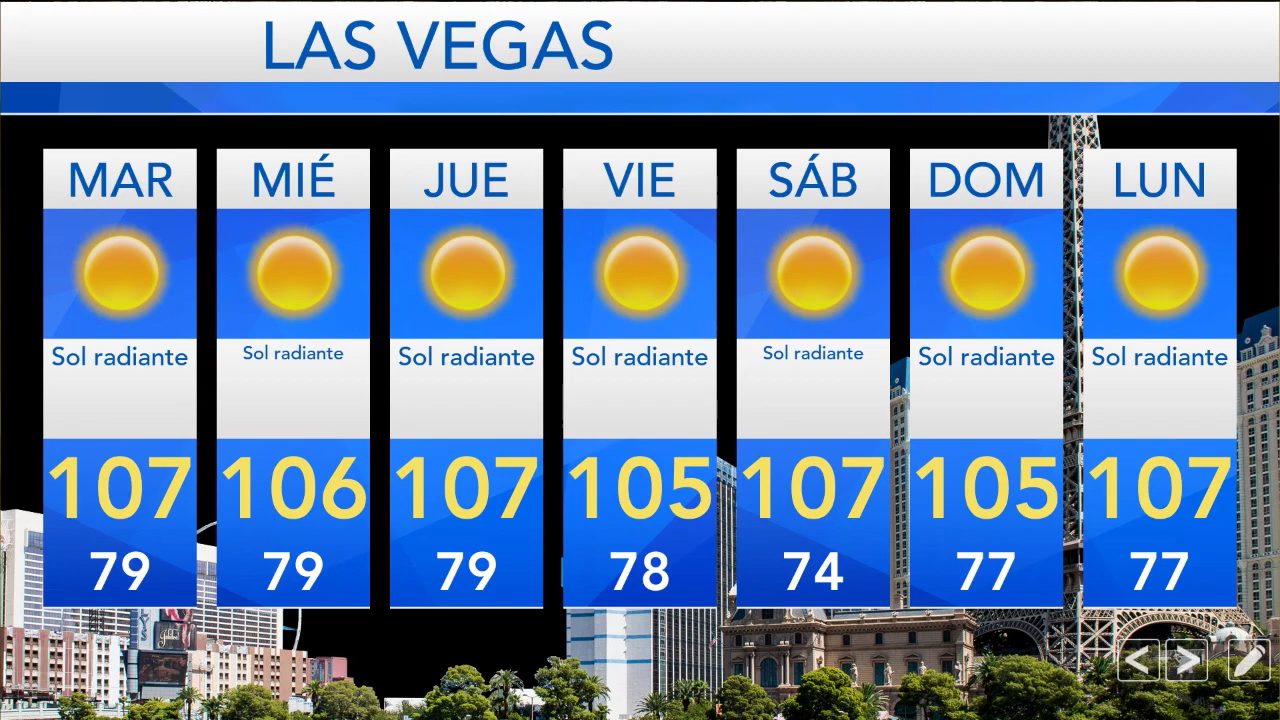 LAS VEGAS
MAR
MIÉ
JUE
VIE
SÁB
DOM
LUN
Sol radiante
Sol radiante
Sol radiante
Sol radiante
Sol radiante
Sol radiante
Sol radiante
107
106
107
105
107
105
107
79
79
79
78
74
77
77